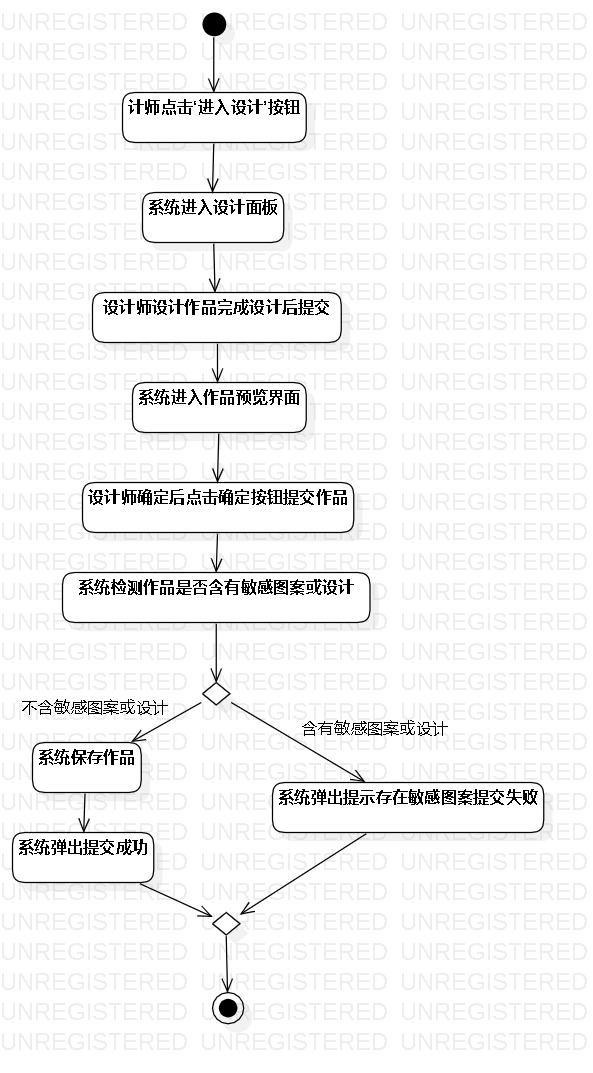 计师点击‘进入设计’按钮
系统进入设计面板
设计师设计作品完成设计后提交
系统进入作品预览界面
设计师确定后点击确定按钮提交作品
系统检测作品是否含有敏感图案或设计
不含敏感图案或设计
含有敏感图案或设计
系统保存作品
系统弹出提示存在敏感图案提交失败
系统弹出提交成功
UNREGISTERED